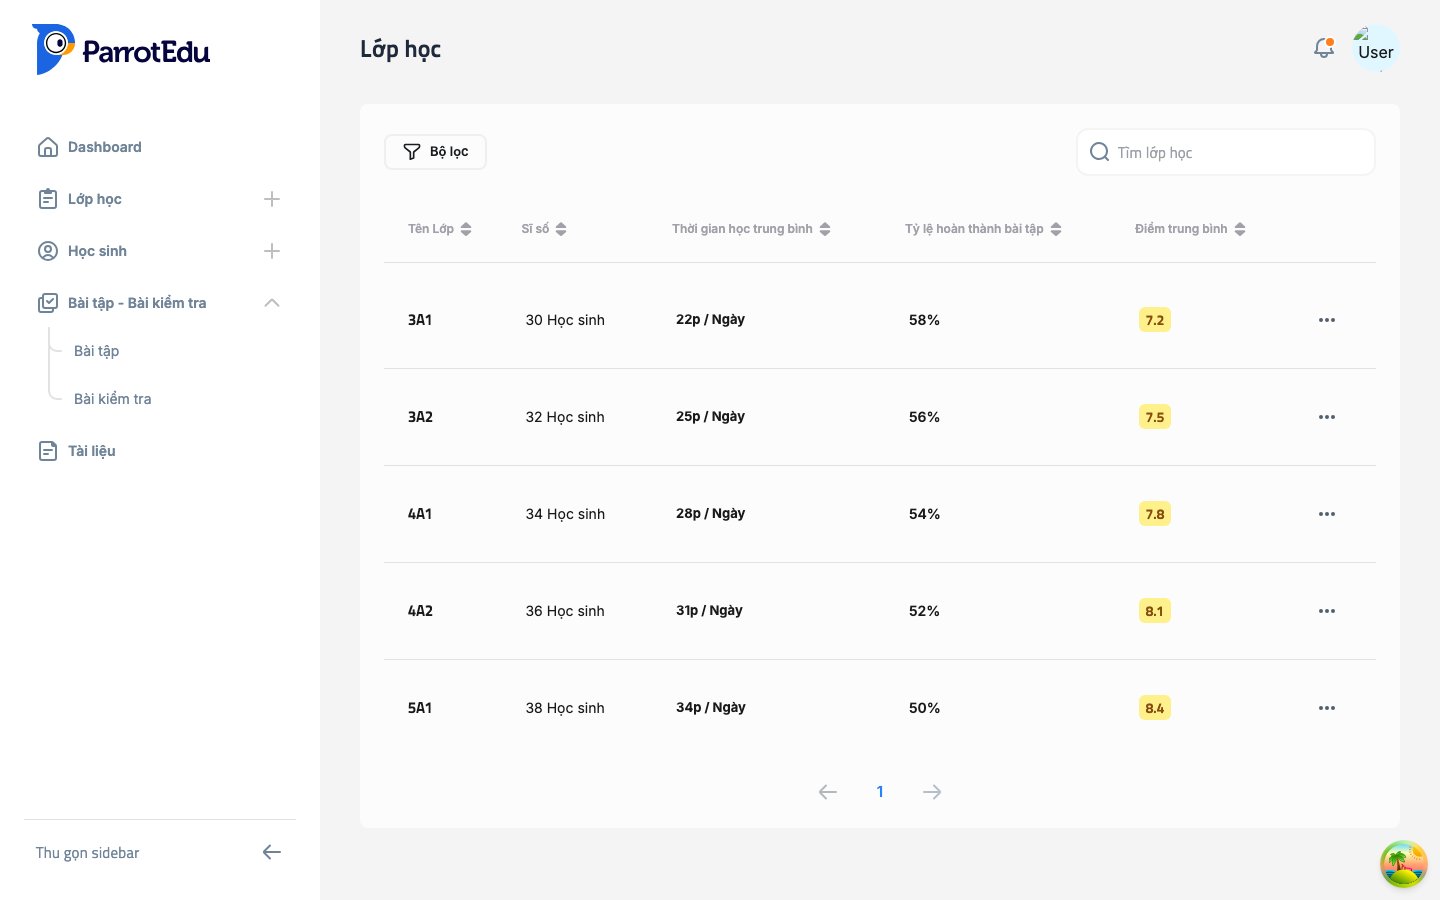 ParrotEdu
Lớp học
User
Dashboard
Lớp học
Học sinh
Bài tập - Bài kiểm tra
Bài tập
Bài kiểm tra
Tài liệu
Thu gọn sidebar
Bộ lọc
Tìm lớp học
Tên Lớp Sĩ số Thời gian học trung bình Tỷ lệ hoàn thành bài tập Điểm trung bình
3A1 30 Học sinh 22p / Ngày 58% 7.2
3A2 32 Học sinh 25p / Ngày 56% 7.5
4A1 34 Học sinh 28p / Ngày 54% 7.8
4A2 36 Học sinh 31p / Ngày 52% 8.1
5A1 38 Học sinh 34p / Ngày 50% 8.4
1